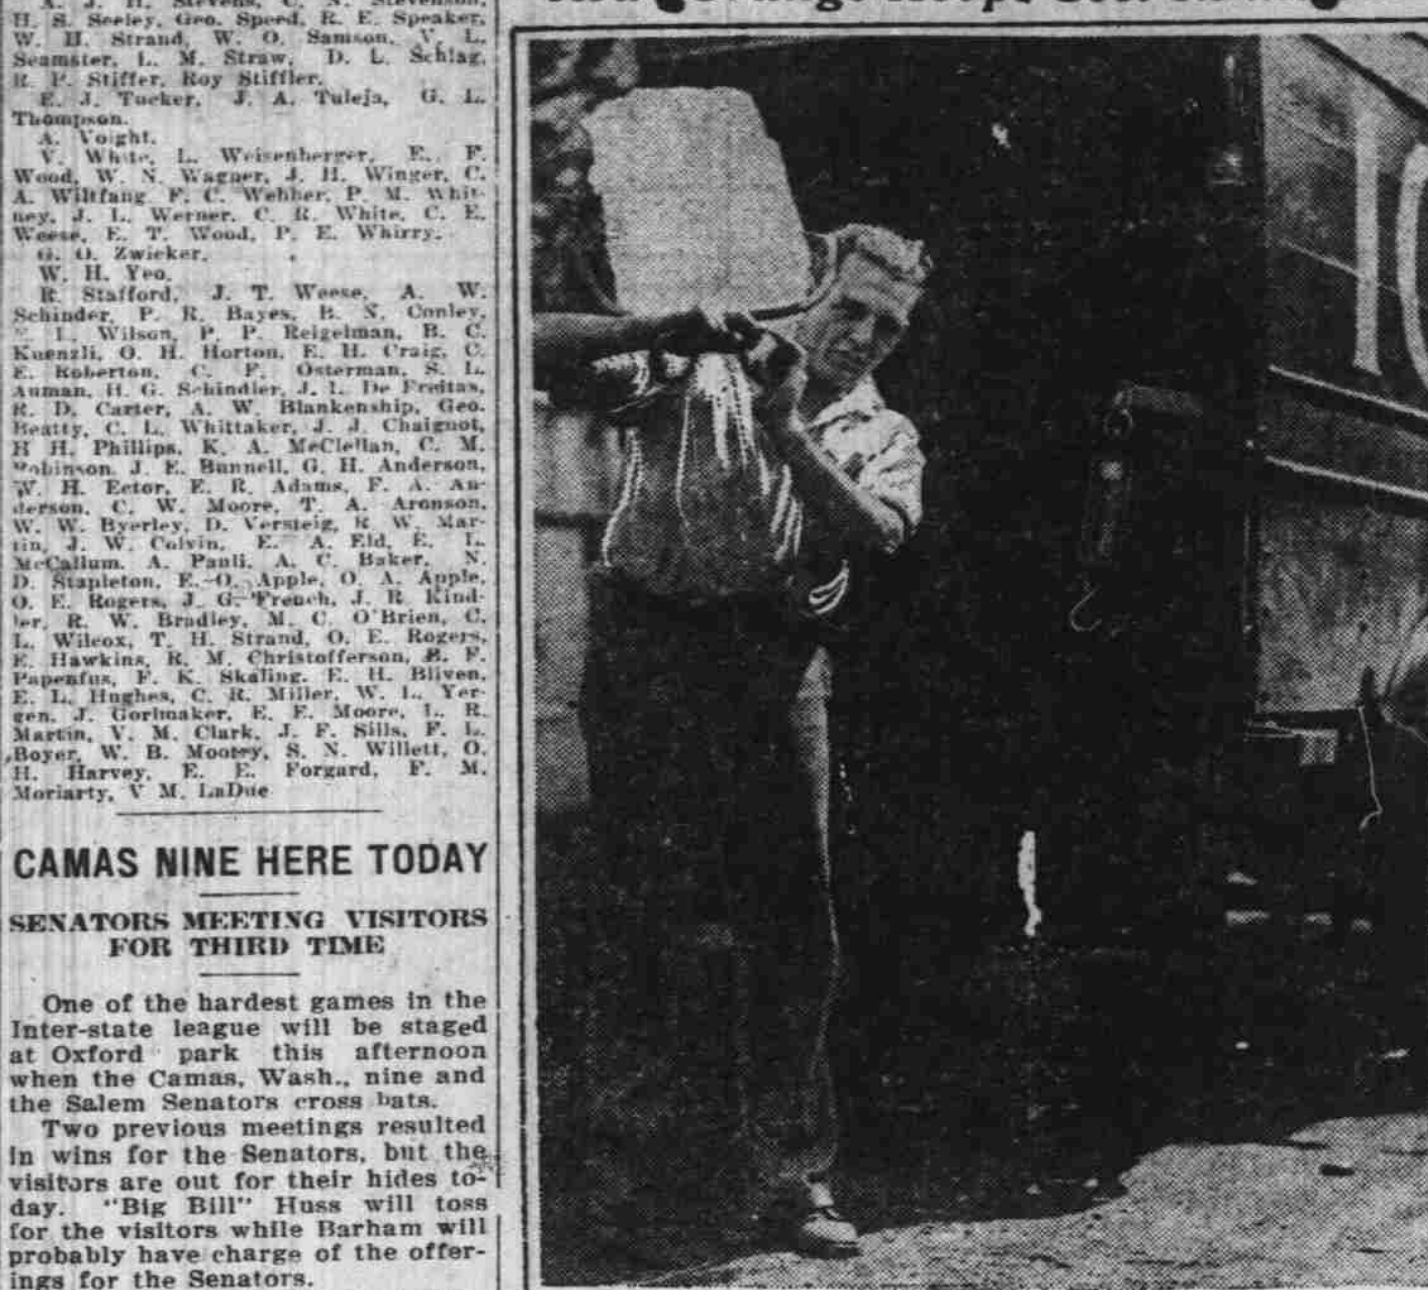 A. J. H. Stevens, C. N. Stevenson,
H. S. Seeley, Geo. Speed, R. E. Speaker,
W. H. Strand, W. O. Samson, V. L.
Seamster, L. M. Straw, D. L. Schlag,
R. P. Stiffer, Roy Stiffler.
E. J. Tucker, J. A. Tuleja, G. L.
Thompson.
A. Voight.
V. White, L. Weisenberger, E. F.
Wood, W. N. Wagner, J. H. Winger, C.
A. Wiltfang, F. C. Webber, P. M. Whit-
ney, J. L. Werner, C. R. White, C. E.
Weese, E. T. Wood, P. E. Whirry.
G. O. Zwicker.
W. H. Yeo.
R. Stafford, J. T. Weese, A. W.
Schinder, P. R. Bayes, B. N. Conley,
L. Wilson, P. P. Reigelman, B. C.
Kuenzli, O. H. Horton, E. H. Craig, C.
E. Roberton, C. F. Osterman, S. L.
Auman, H. G. Schindler, J. L. De Freitas,
R. D. Carter, A. W. Blankenship, Geo.
Beatty, C. L. Whittaker, J. J. Chaignot,
H H. Phillips, K. A. McClellan, C. M.
Robinson, J. E. Bunnell, G. H. Anderson,
W. H. Ector, E. R. Adams, F. A. An-
derson, C. W. Moore, T. A. Aronson,
W. W. Byerley, D. Versteig, R. W. Mar-
tin, J. W. Colvin, E. A. Eld, E. L.
McCallum, A. Pauli, A. C. Baker, N.
D. Stapleton, E. O. Apple, O. A. Apple,
O. E. Rogers, J. G. French, J. R. Kind-
ler, R. W. Bradley, M. C. O'Brien, C.
L. Wilcox, T. H. Strand, O. E. Rogers,
E. Hawkins, R. M. Christofferson, B. F.
Papenfus, F. K. Skaling, E. H. Bliven,
E. L. Hughes, C. R. Miller, W. L. Yer-
gen, J. Gorlmaker, E. E. Moore, L. R.
Martin, V. M. Clark, J. F. Sills, F. L.
Boyer, W. B. Mootry, S. N. Willett, O.
H. Harvey, E. E. Forgard, F. M.
Moriarty, V M. LaDue
CAMAS NINE HERE TODAY
SENATORS MEETING VISITORS
FOR THIRD TIME
One of the hardest games in the
Inter-state league will be staged
at Oxford park this afternoon
when the Camas, Wash., nine and
the Salem Senators cross bats.
Two previous meetings resulted
in wins for the Senators, but the
visitors are out for their hides to-
day. "Big Bill" Huss will toss
for the visitors while Barham will
probably have charge of the offer-
ings for the Senators.